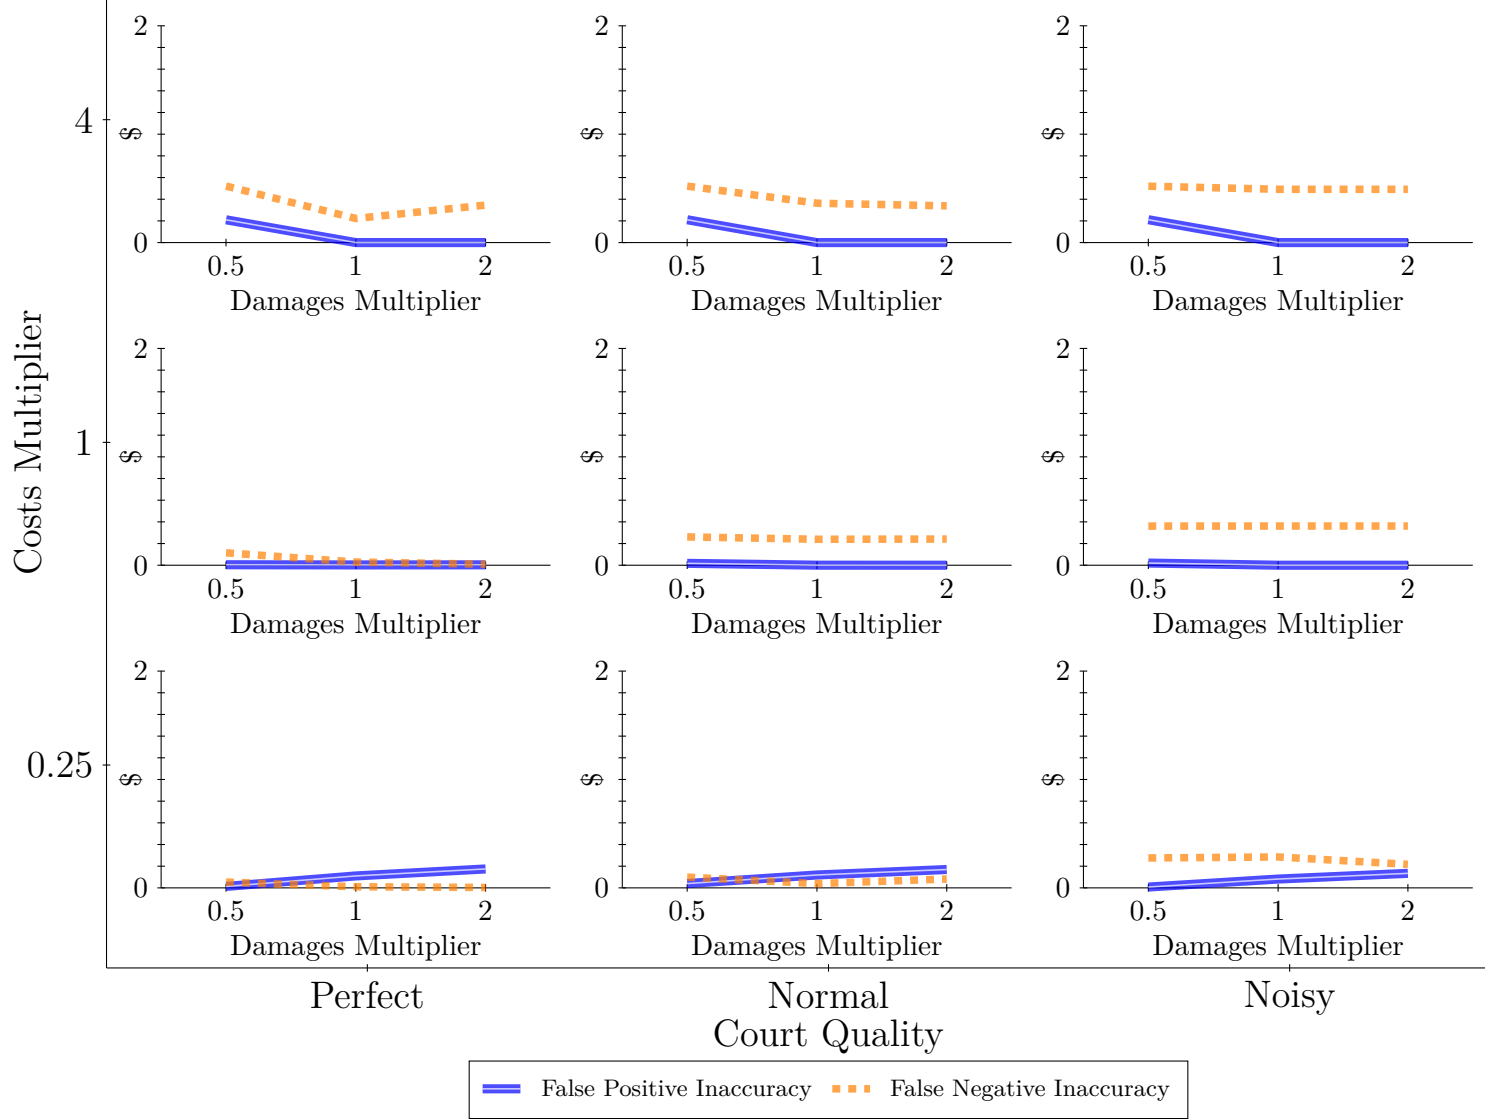 Costs Multiplier
4
2
$
0
0.5 1 2
Damages Multiplier
2
$
0
0.5 1 2
Damages Multiplier
2
$
0
0.5 1 2
Damages Multiplier
1
2
$
0
0.5 1 2
Damages Multiplier
2
$
0
0.5 1 2
Damages Multiplier
2
$
0
0.5 1 2
Damages Multiplier
0.25
2
$
0
0.5 1 2
Damages Multiplier
2
$
0
0.5 1 2
Damages Multiplier
2
$
0
0.5 1 2
Damages Multiplier
Perfect Normal Noisy
Court Quality
False Positive Inaccuracy False Negative Inaccuracy